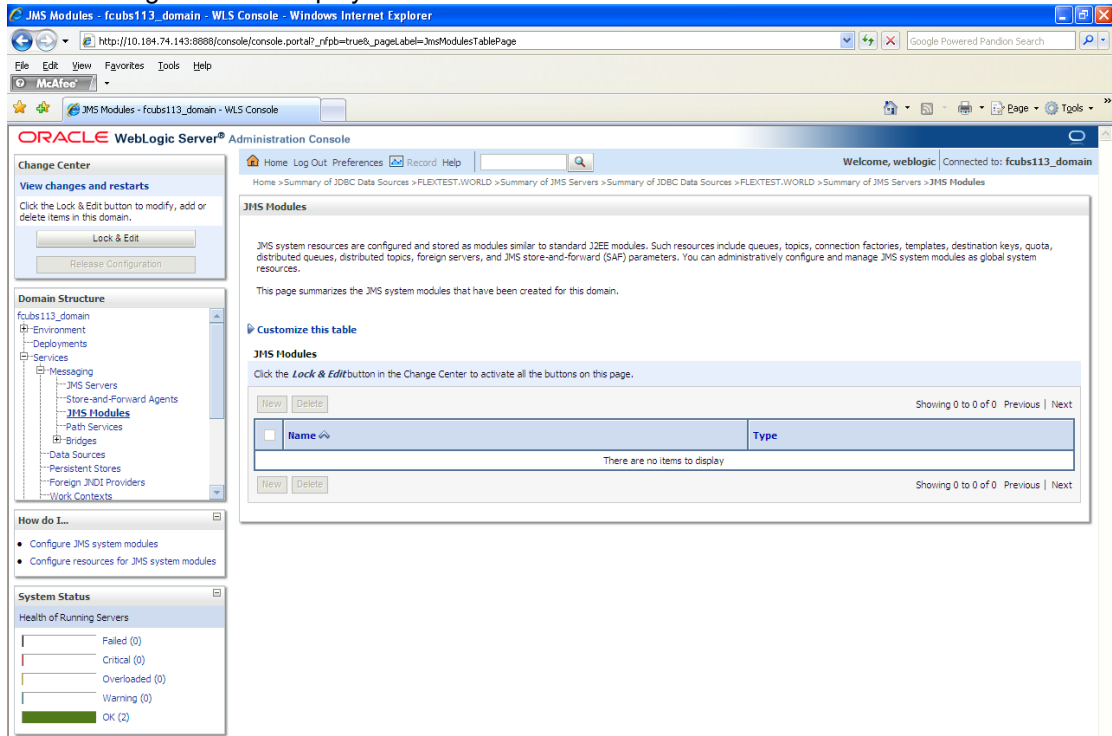 JMS Modules - fcubs113_domain - WLS Console - Windows Internet Explorer
http://10.184.74.143:8888/console/console.portal?_nfpb=true&_pageLabel=JmsModulesTablePage
Google Powered Pandion Search
File Edit View Favorites Tools Help
McAfee
JMS Modules - fcubs113_domain - WLS Console
Page Tools
ORACLE WebLogic Server® Administration Console
Change Center
View changes and restarts
Click the Lock & Edit button to modify, add or
delete items in this domain.
Lock & Edit
Release Configuration
Domain Structure
fcubs113_domain
Environment
Deployments
Services
Messaging
JMS Servers
Store-and-Forward Agents
JMS Modules
Path Services
Bridges
Data Sources
Persistent Stores
Foreign JNDI Providers
Work Contexts
How do I...
Configure JMS system modules
Configure resources for JMS system modules
System Status
Health of Running Servers
Failed (0)
Critical (0)
Overloaded (0)
Warning (0)
OK (2)
Home Log Out Preferences Record Help
Welcome, weblogic Connected to: fcubs113_domain
Home >Summary of JDBC Data Sources >FLEXTEST.WORLD >Summary of JMS Servers >Summary of JDBC Data Sources >FLEXTEST.WORLD >Summary of JMS Servers >JMS Modules
JMS Modules
JMS system resources are configured and stored as modules similar to standard J2EE modules. Such resources include queues, topics, connection factories, templates, destination keys, quota,
distributed queues, distributed topics, foreign servers, and JMS store-and-forward (SAF) parameters. You can administratively configure and manage JMS system modules as global system
resources.
This page summarizes the JMS system modules that have been created for this domain.
Customize this table
JMS Modules
Click the Lock & Edit button in the Change Center to activate all the buttons on this page.
New Delete
Showing 0 to 0 of 0 Previous | Next
Name Type
There are no items to display
New Delete
Showing 0 to 0 of 0 Previous | Next